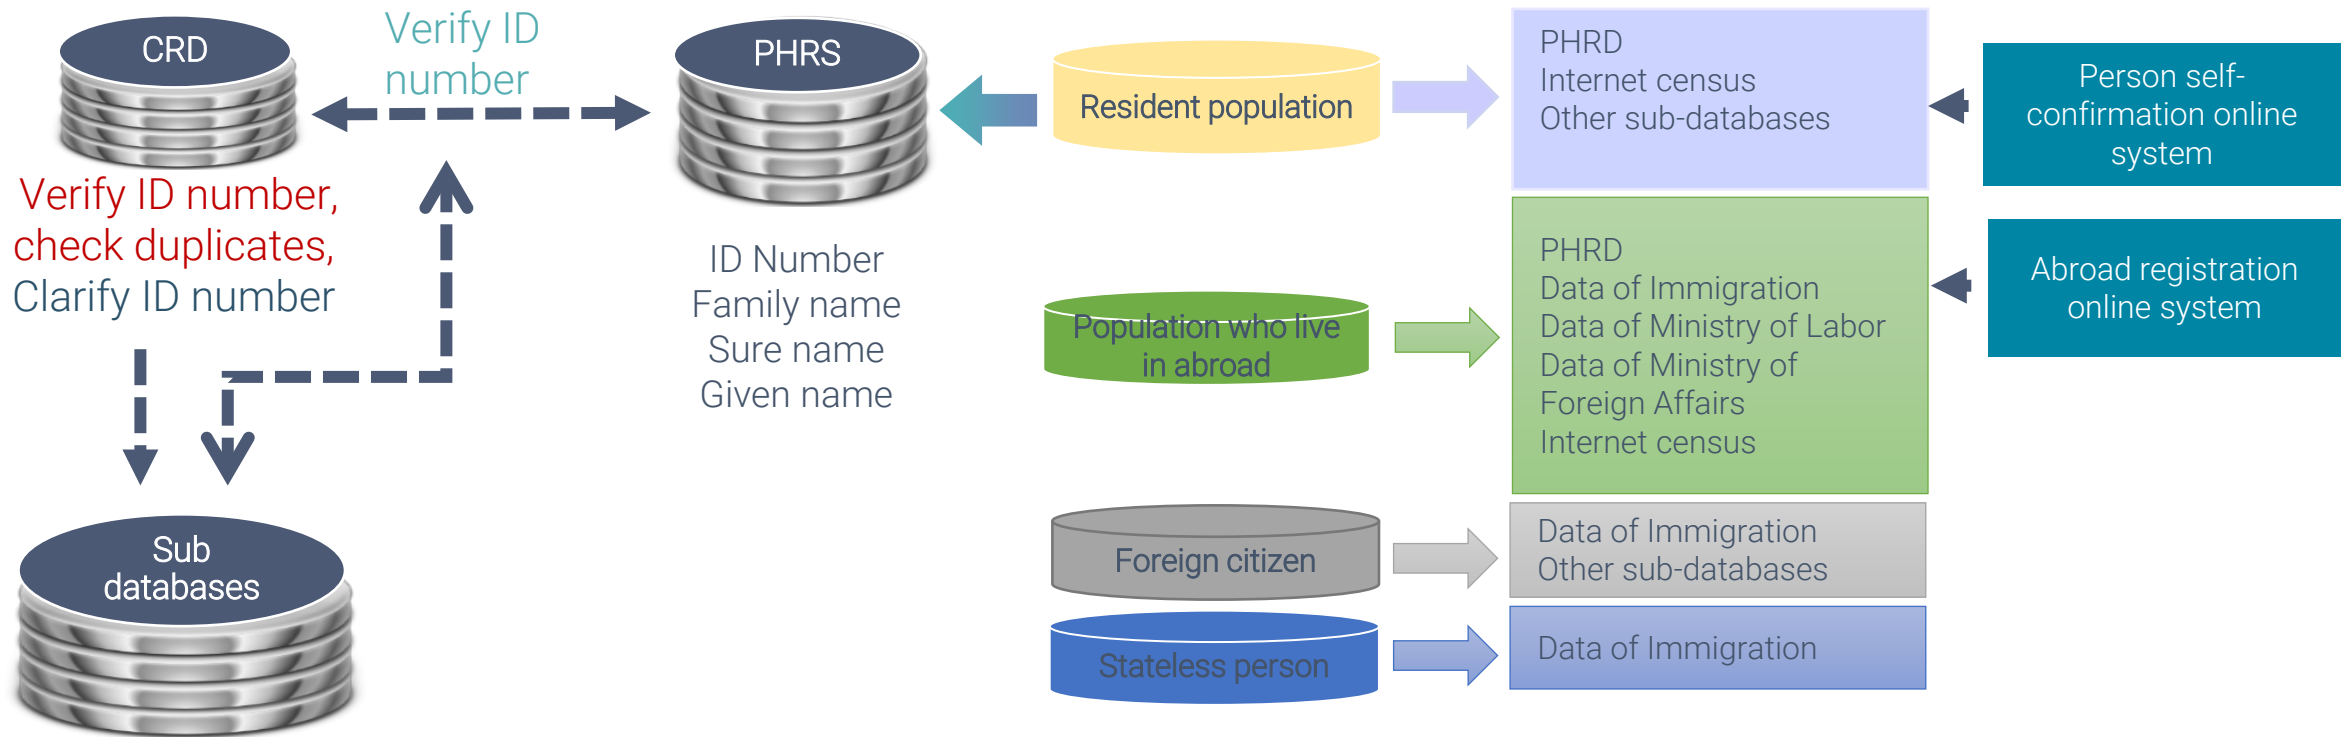 CRD
Verify ID
number
PHRS
Verify ID number,
check duplicates,
Clarify ID number
Sub
databases
ID Number
Family name
Sure name
Given name
Resident population
PHRD
Internet census
Other sub-databases
Person self-
confirmation online
system
Population who live
in abroad
PHRD
Data of Immigration
Data of Ministry of Labor
Data of Ministry of
Foreign Affairs
Internet census
Abroad registration
online system
Foreign citizen
Data of Immigration
Other sub-databases
Stateless person
Data of Immigration